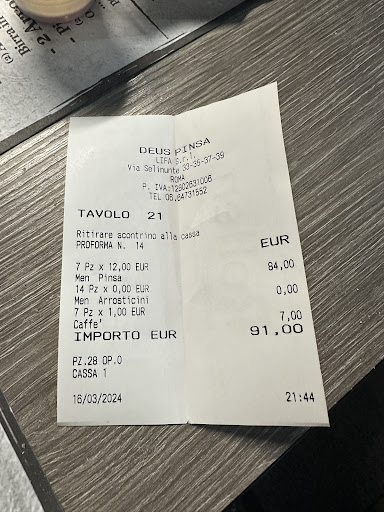 DEUS PINSA
LIFA S.r.l.
Via Selinunte 33-35-37-39
ROMA
P. IVA:12902631006
TEL 06.64731552
TAVOLO 21
Ritirare scontrino alla cassa
PROFORMA N. 14
EUR
7 Pz x 12,00 EUR
Men Pinsa 84,00
14 Pz x 0,00 EUR
Men Arrosticini 0,00
7 Pz x 1,00 EUR
Caffe' 7,00
IMPORTO EUR 91,00
PZ.28 OP.0
CASSA 1
16/03/2024 21:44